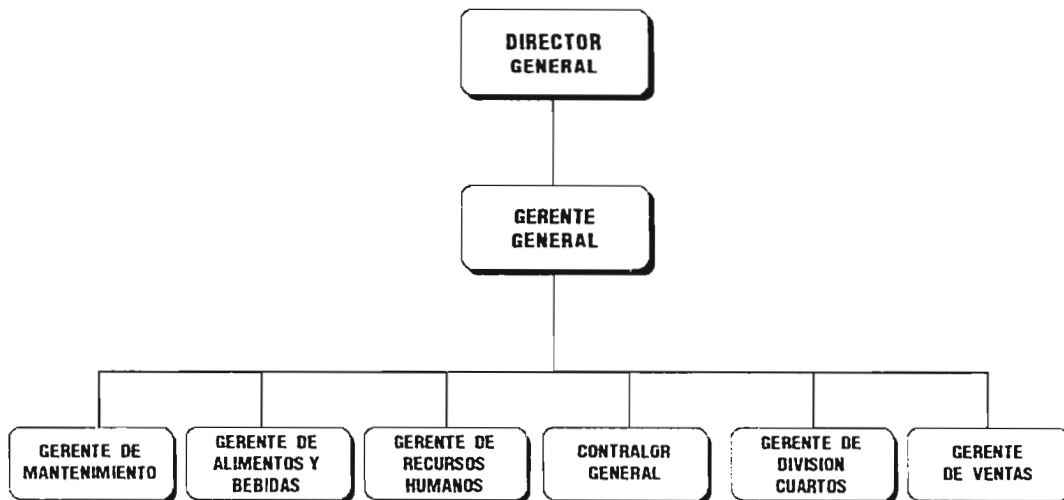 DIRECTOR
GENERAL
GERENTE
GENERAL
GERENTE DE
MANTENIMIENTO
GERENTE DE
ALIMENTOS Y
BEBIDAS
GERENTE DE
RECURSOS
HUMANOS
CONTRALOR
GENERAL
GERENTE DE
DIVISION
CUARTOS
GERENTE
DE VENTAS